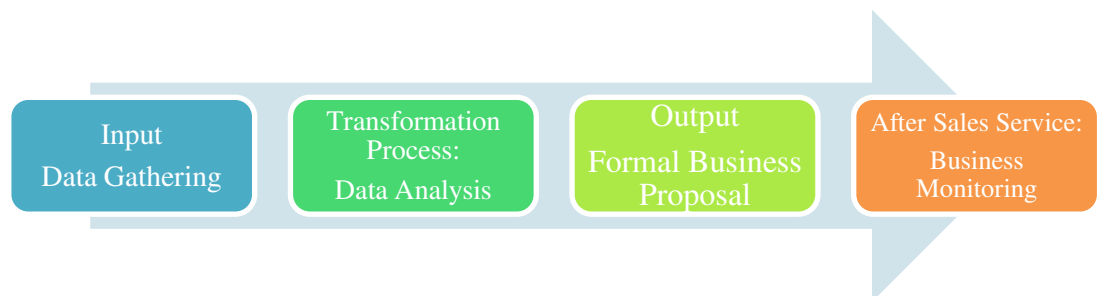 Input
Data Gathering
Transformation
Process:
Data Analysis
Output
Formal Business
Proposal
After Sales Service:
Business
Monitoring